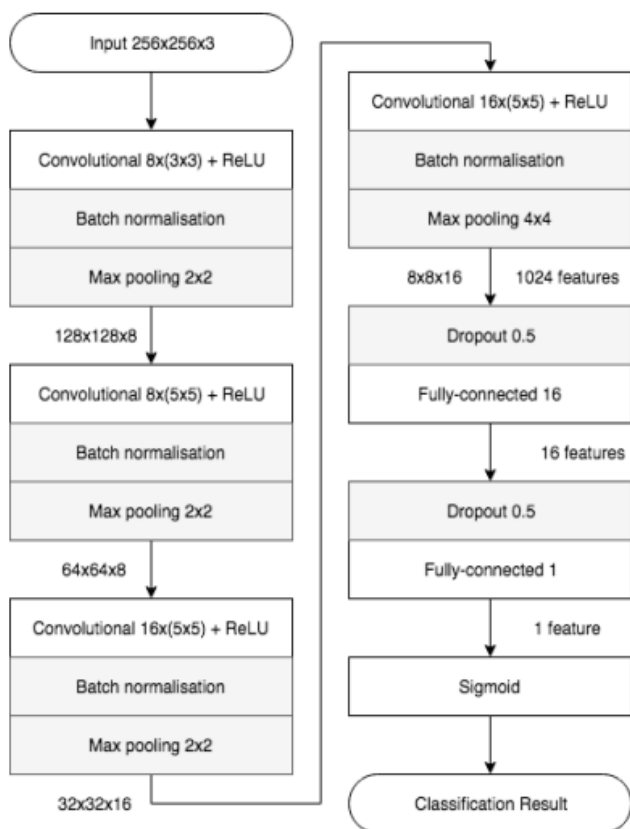 Input 256x256x3
Convolutional 8x(3x3) + ReLU
Batch normalisation
Max pooling 2x2
128x128x8
Convolutional 8x(5x5) + ReLU
Batch normalisation
Max pooling 2x2
64x64x8
Convolutional 16x(5x5) + ReLU
Batch normalisation
Max pooling 2x2
32x32x16
Convolutional 16x(5x5) + ReLU
Batch normalisation
Max pooling 4x4
8x8x16 1024 features
Dropout 0.5
Fully-connected 16
16 features
Dropout 0.5
Fully-connected 1
1 feature
Sigmoid
Classification Result